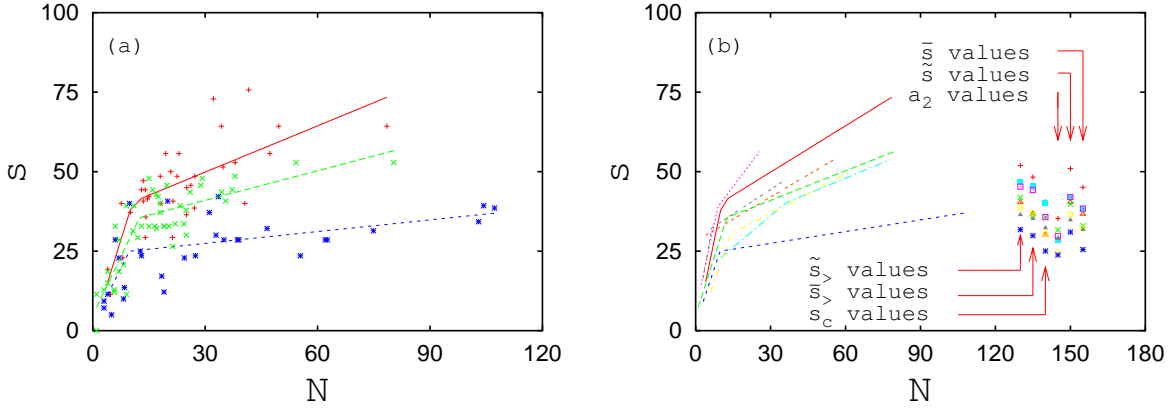 100
75
50
25
0
s
(a)
0 30 60 90 120
N
100
75
50
25
0
s
(b)
s̅ values
s̃ values
a₂ values
s̃> values
s̅> values
s_c values
0 30 60 90 120 150 180
N